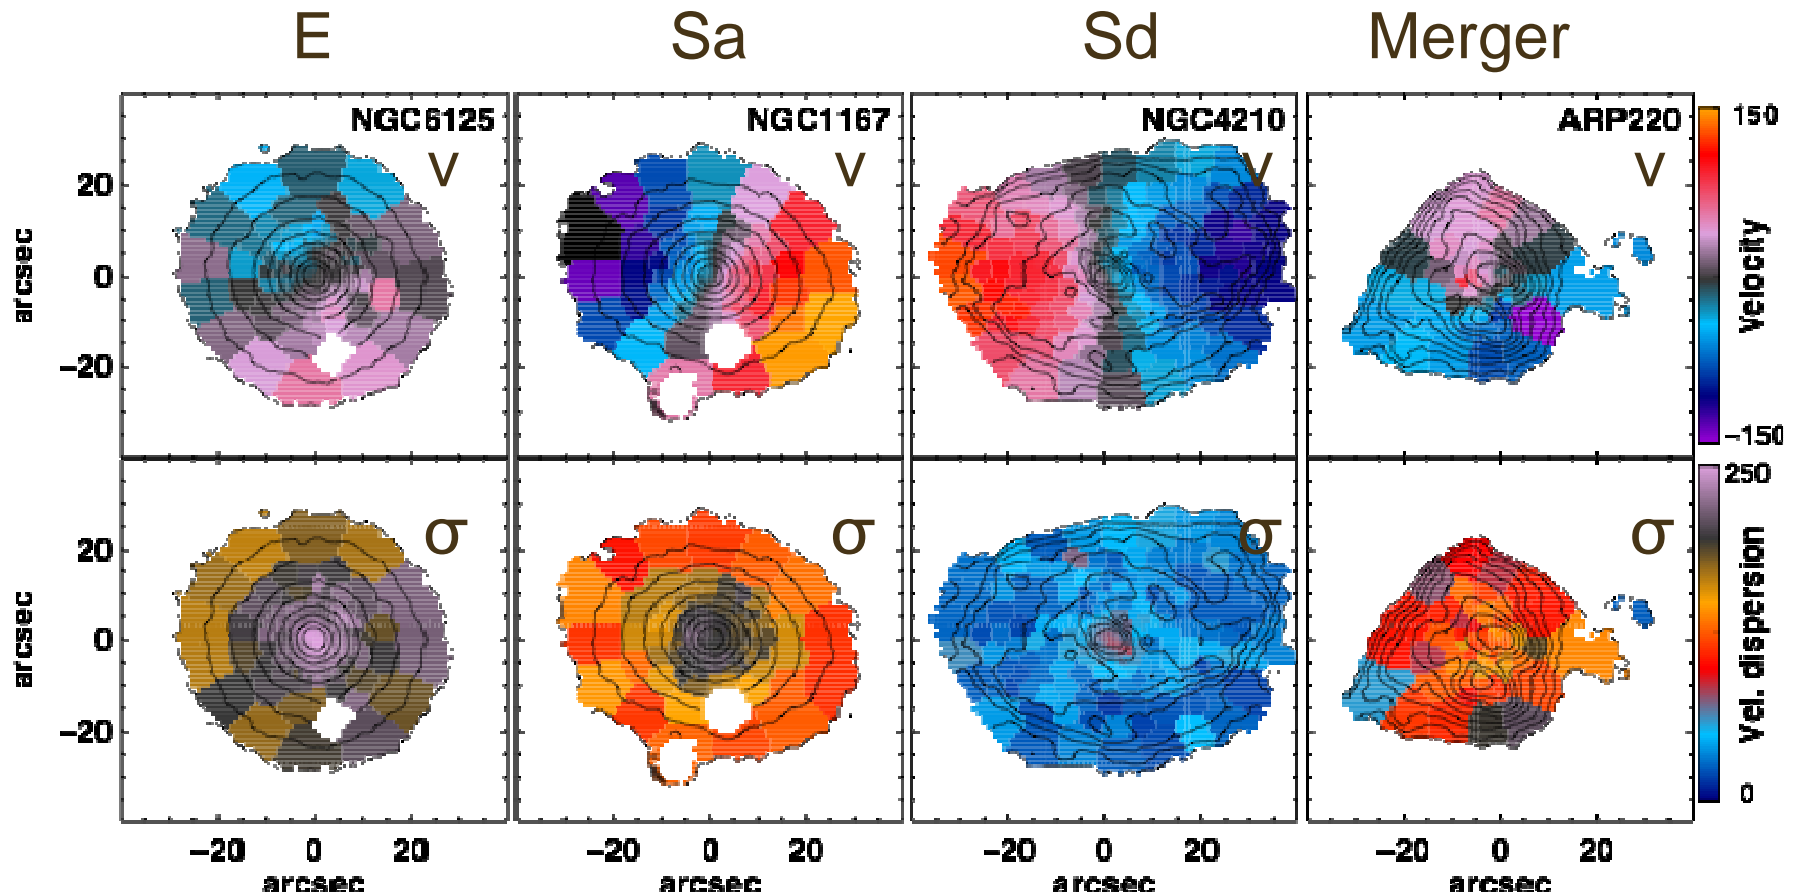 E Sa Sd Merger
NGC6125 NGC1167 NGC4210 ARP220
v v v v
150
20
0
−20
arcsec
velocity
−150
σ σ σ σ
250
20
0
−20
arcsec
vel. dispersion
0
−20 0 20 −20 0 20 −20 0 20 −20 0 20
arcsec arcsec arcsec arcsec